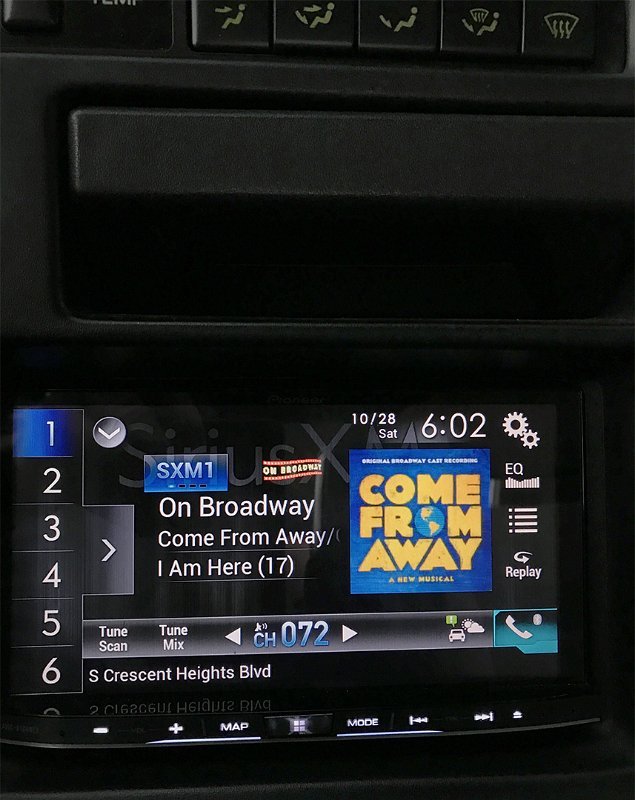 TEMP
Pioneer
SiriusXM
10/28
Sat
6:02
1
2
3
4
5
6
SXM1
ON BROADWAY
On Broadway
Come From Away/
I Am Here (17)
ORIGINAL BROADWAY CAST RECORDING
COME
FROM
AWAY
A NEW MUSICAL
EQ
Replay
Tune
Scan
Tune
Mix
CH 072
S Crescent Heights Blvd
MAP
MODE